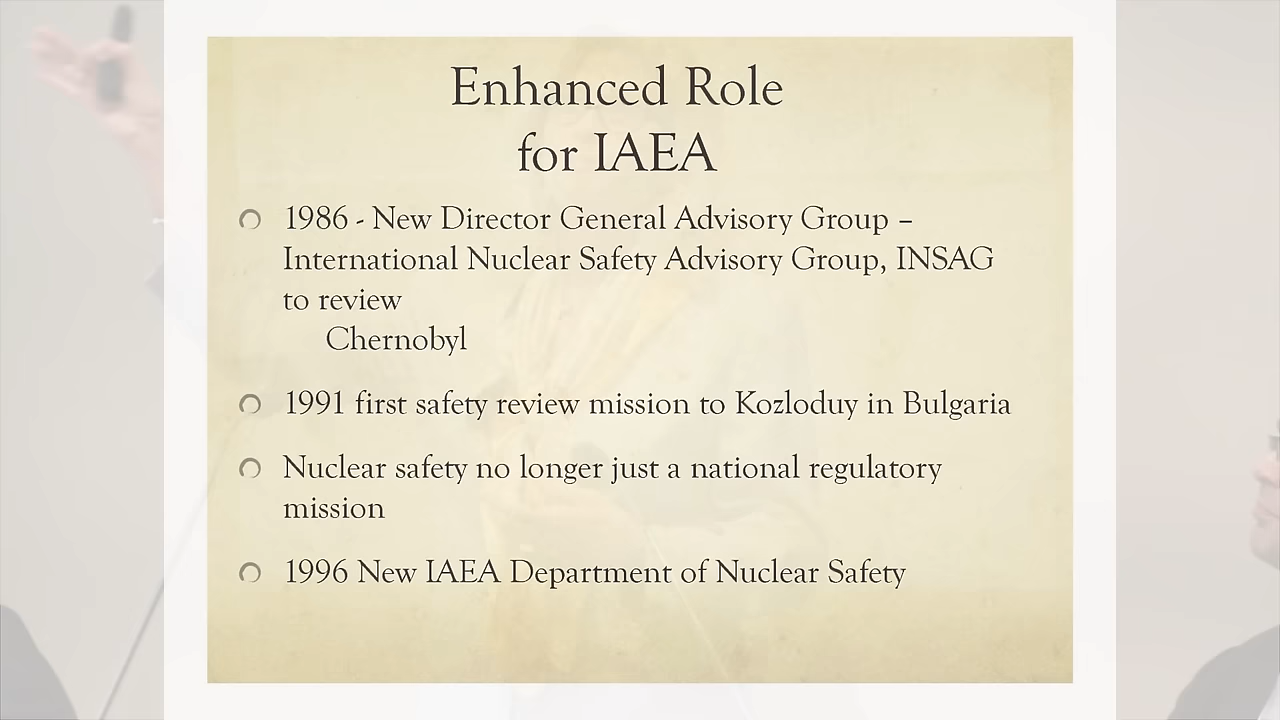 Enhanced Role
for IAEA
1986 - New Director General Advisory Group –
International Nuclear Safety Advisory Group, INSAG
to review
Chernobyl
1991 first safety review mission to Kozloduy in Bulgaria
Nuclear safety no longer just a national regulatory
mission
1996 New IAEA Department of Nuclear Safety